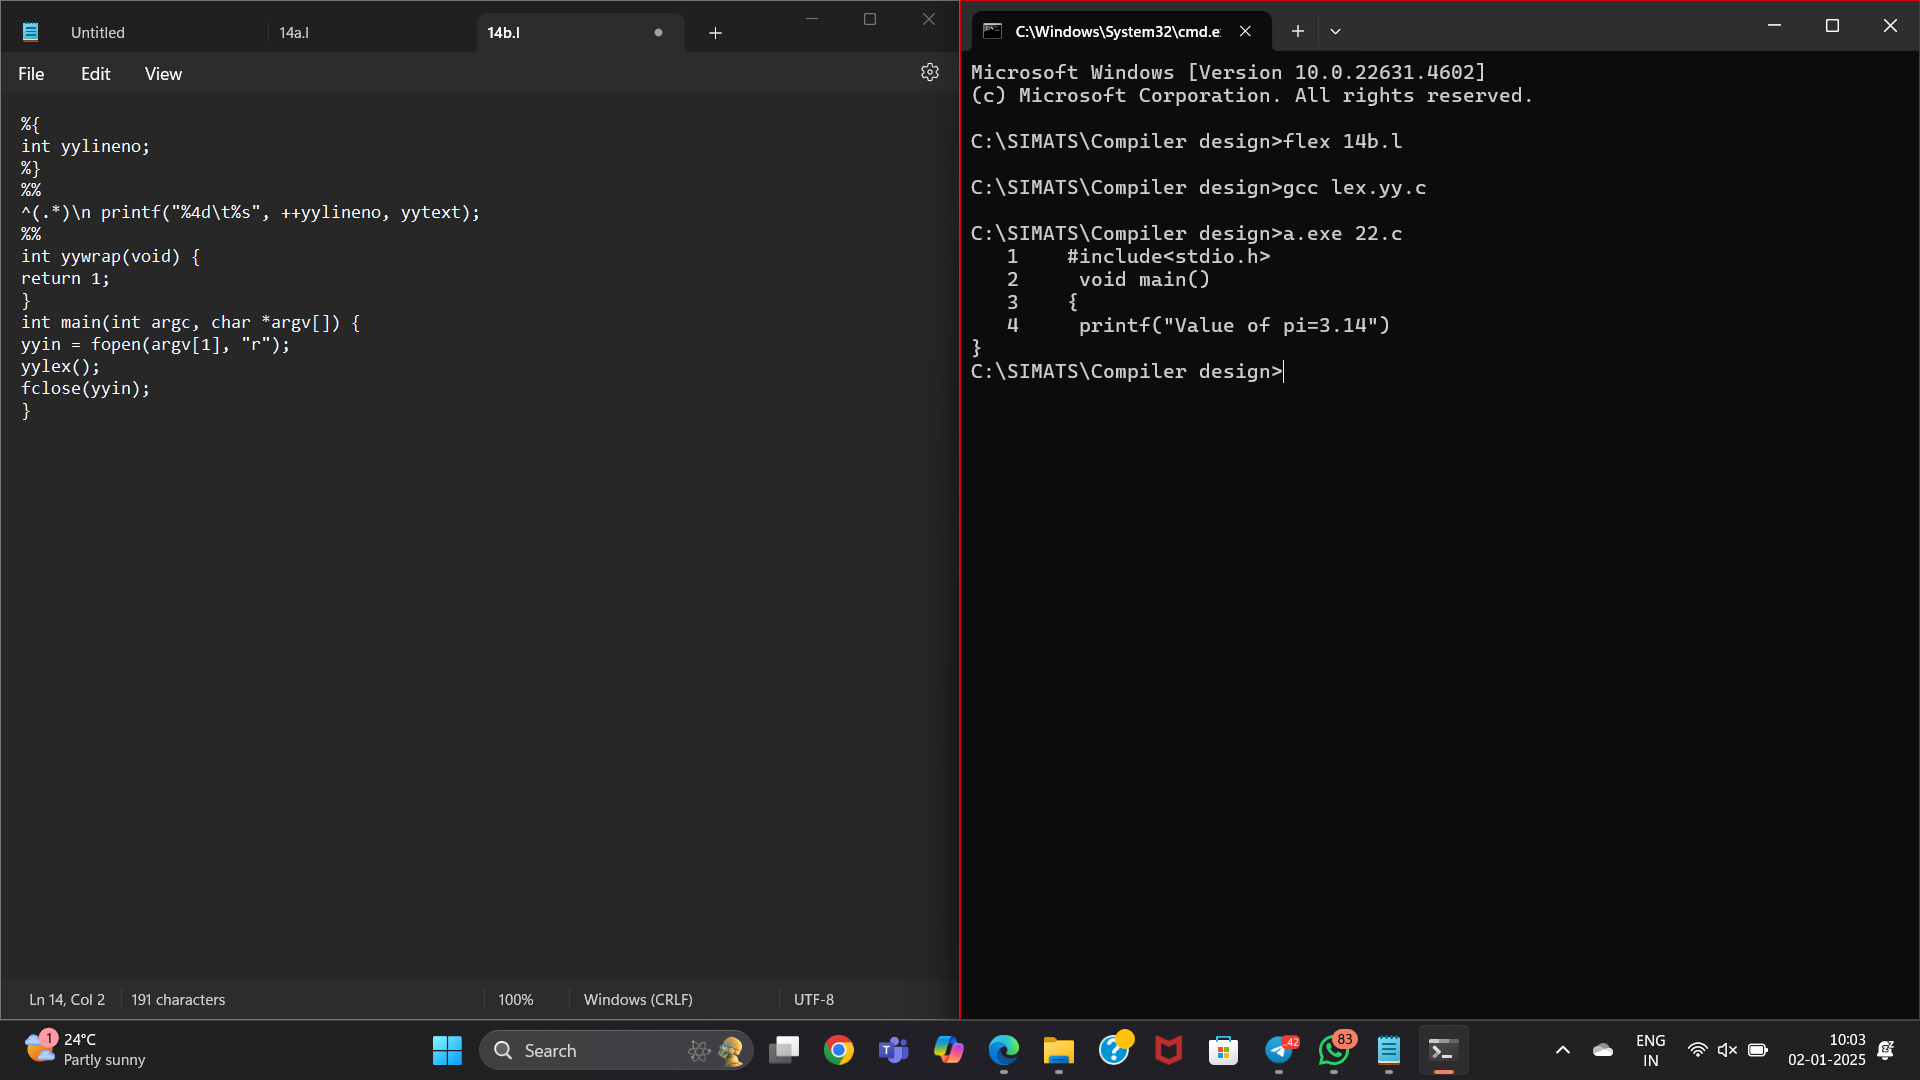 Untitled
14a.l
14b.l
File
Edit
View
%{
int yylineno;
%}
%%
^(.*)\n printf("%4d\t%s", ++yylineno, yytext);
%%
int yywrap(void) {
return 1;
}
int main(int argc, char *argv[]) {
yyin = fopen(argv[1], "r");
yylex();
fclose(yyin);
}
Ln 14, Col 2
191 characters
100%
Windows (CRLF)
UTF-8
C:\Windows\System32\cmd.e
Microsoft Windows [Version 10.0.22631.4602]
(c) Microsoft Corporation. All rights reserved.
C:\SIMATS\Compiler design>flex 14b.l
C:\SIMATS\Compiler design>gcc lex.yy.c
C:\SIMATS\Compiler design>a.exe 22.c
1 #include<stdio.h>
2 void main()
3 {
4 printf("Value of pi=3.14")
}
C:\SIMATS\Compiler design>
1
24°C
Partly sunny
Search
42
83
ENG
IN
10:03
02-01-2025